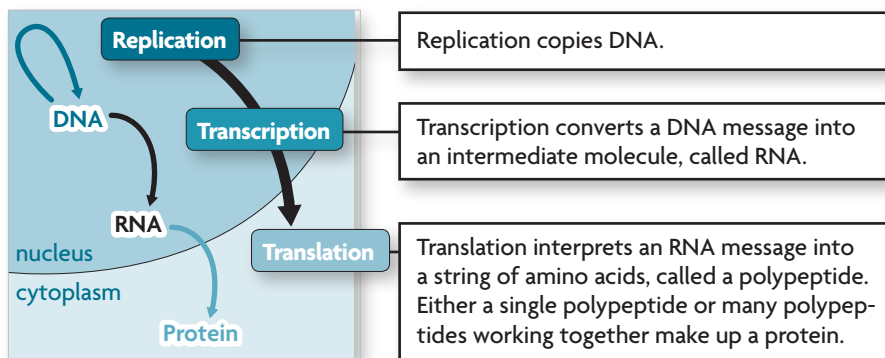 Replication
Replication copies DNA.
DNA
Transcription
Transcription converts a DNA message into
an intermediate molecule, called RNA.
RNA
nucleus
cytoplasm
Translation
Translation interprets an RNA message into
a string of amino acids, called a polypeptide.
Either a single polypeptide or many polypep-
tides working together make up a protein.
Protein